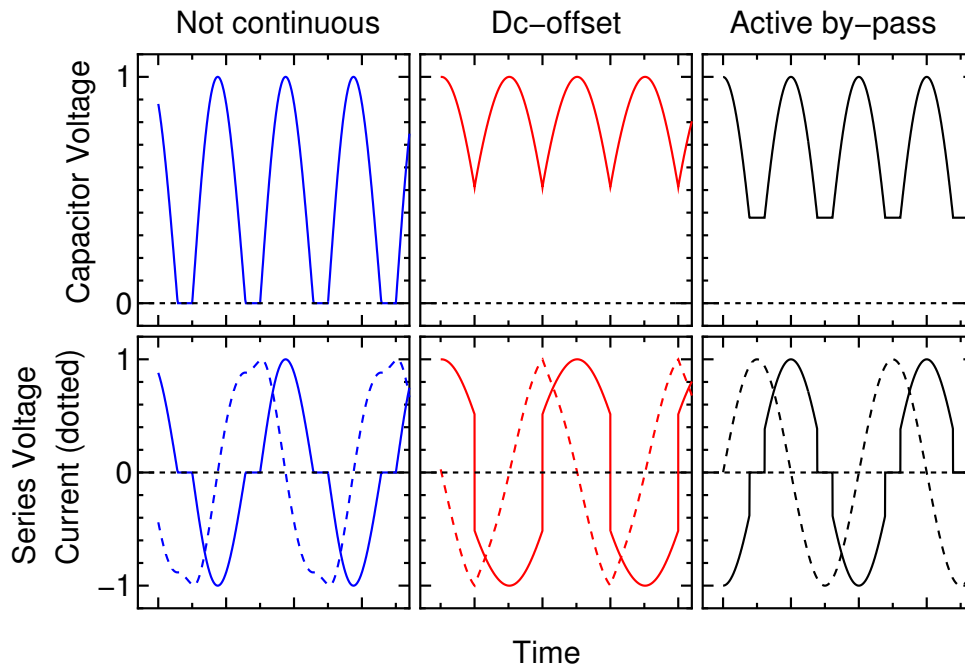 Not continuous
Dc−offset
Active by−pass
Capacitor Voltage
1
0
Series Voltage
Current (dotted)
1
0
−1
Time